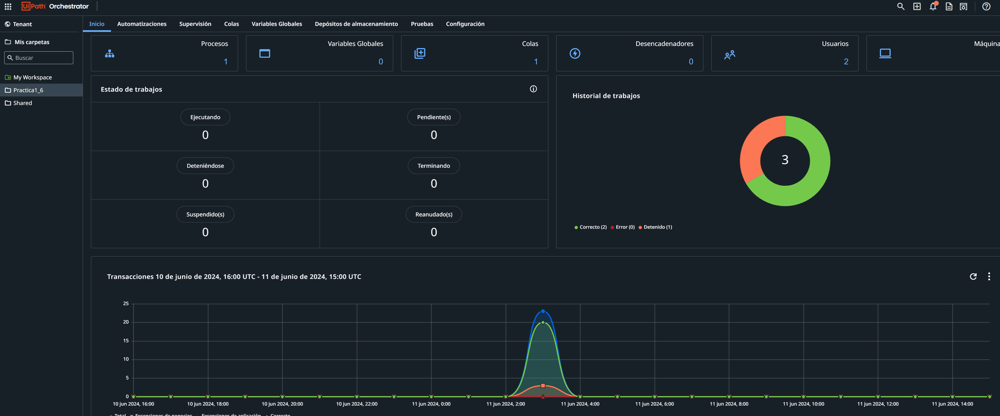 UiPath Orchestrator
Tenant
Inicio Automatizaciones Supervisión Colas Variables Globales Depósitos de almacenamiento Pruebas Configuración
Mis carpetas
Buscar
My Workspace
Practica1_6
Shared
Procesos
1
Variables Globales
0
Colas
1
Desencadenadores
0
Usuarios
2
Máquina
Estado de trabajos
Ejecutando
0
Pendiente(s)
0
Deteniéndose
0
Terminando
0
Suspendido(s)
0
Reanudado(s)
0
Historial de trabajos
3
Correcto (2) Error (0) Detenido (1)
Transacciones 10 de junio de 2024, 16:00 UTC - 11 de junio de 2024, 15:00 UTC
25
20
15
10
5
0
10 jun 2024, 16:00 10 jun 2024, 18:00 10 jun 2024, 20:00 10 jun 2024, 22:00 11 jun 2024, 0:00 11 jun 2024, 2:00 11 jun 2024, 4:00 11 jun 2024, 6:00 11 jun 2024, 8:00 11 jun 2024, 10:00 11 jun 2024, 12:00 11 jun 2024, 14:00
Total Excepciones de negocios Excepciones de aplicación Correcto